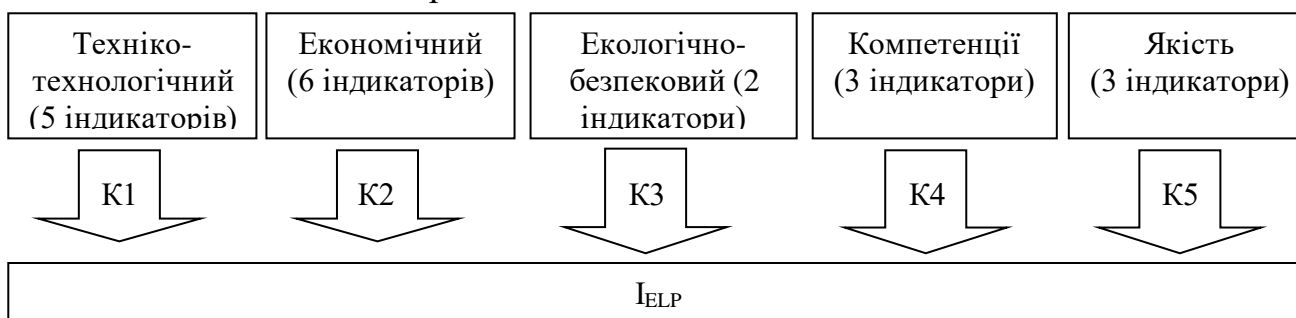 Техніко-
технологічний
(5 індикаторів)
Економічний
(6 індикаторів)
Екологічно-
безпековий (2
індикатори)
Компетенції
(3 індикатори)
Якість
(3 індикатори)
К1
К2
К3
К4
К5
IELP